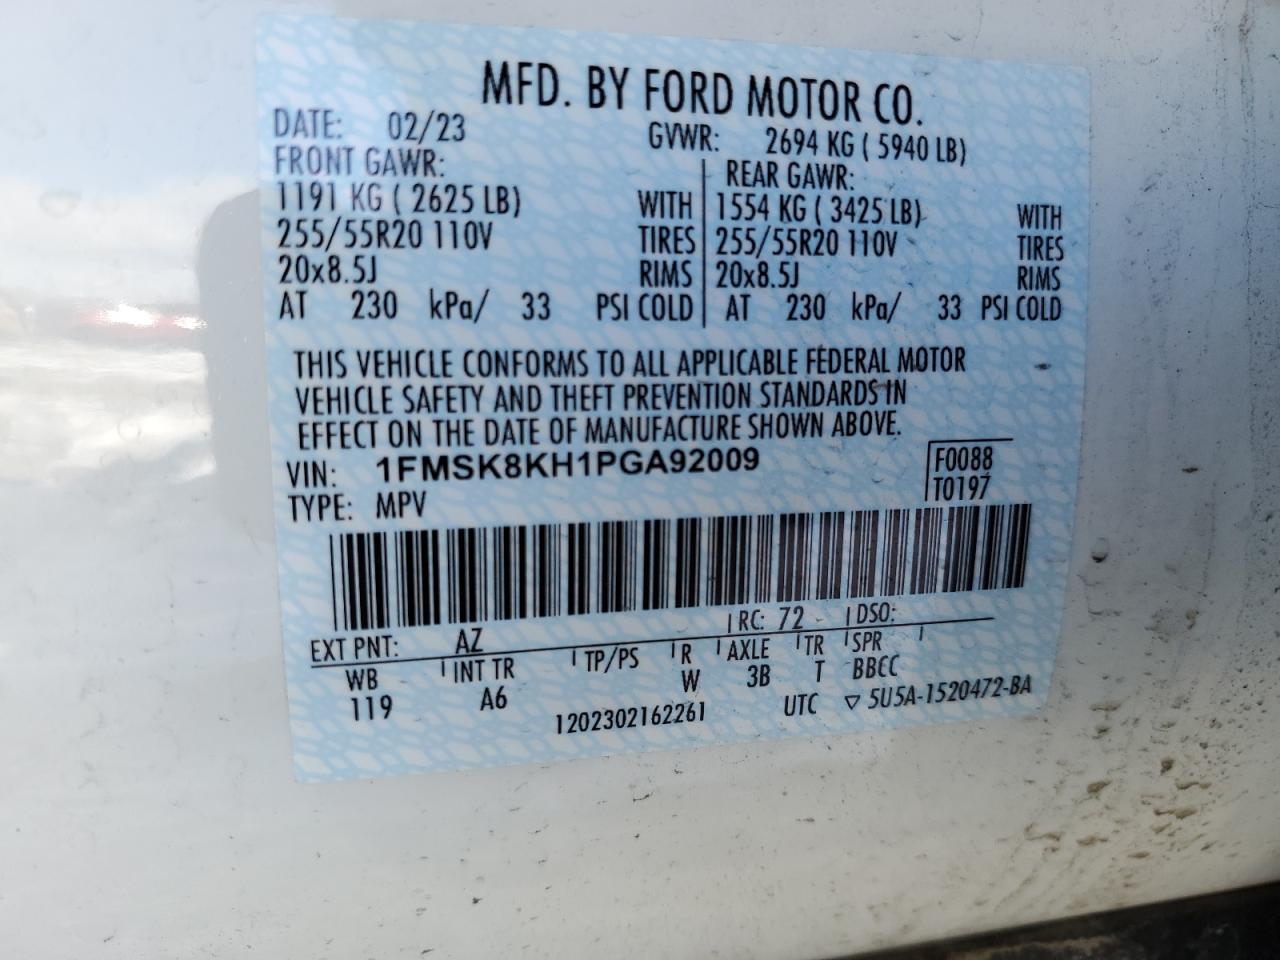 MFD. BY FORD MOTOR CO.
DATE: 02/23 GVWR: 2694 KG ( 5940 LB)
FRONT GAWR: REAR GAWR:
1191 KG ( 2625 LB) WITH 1554 KG ( 3425 LB) WITH
255/55R20 110V TIRES 255/55R20 110V TIRES
20x8.5J RIMS 20x8.5J RIMS
AT 230 kPa/ 33 PSI COLD AT 230 kPa/ 33 PSI COLD
THIS VEHICLE CONFORMS TO ALL APPLICABLE FEDERAL MOTOR
VEHICLE SAFETY AND THEFT PREVENTION STANDARDS IN
EFFECT ON THE DATE OF MANUFACTURE SHOWN ABOVE.
VIN: 1FMSK8KH1PGA92009 F0088
TYPE: MPV T0197
EXT PNT: AZ RC: 72 DSO:
WB INT TR TP/PS R AXLE TR SPR
119 A6 W 3B T BBCC
1202302162261 UTC ▽ 5U5A-1520472-BA